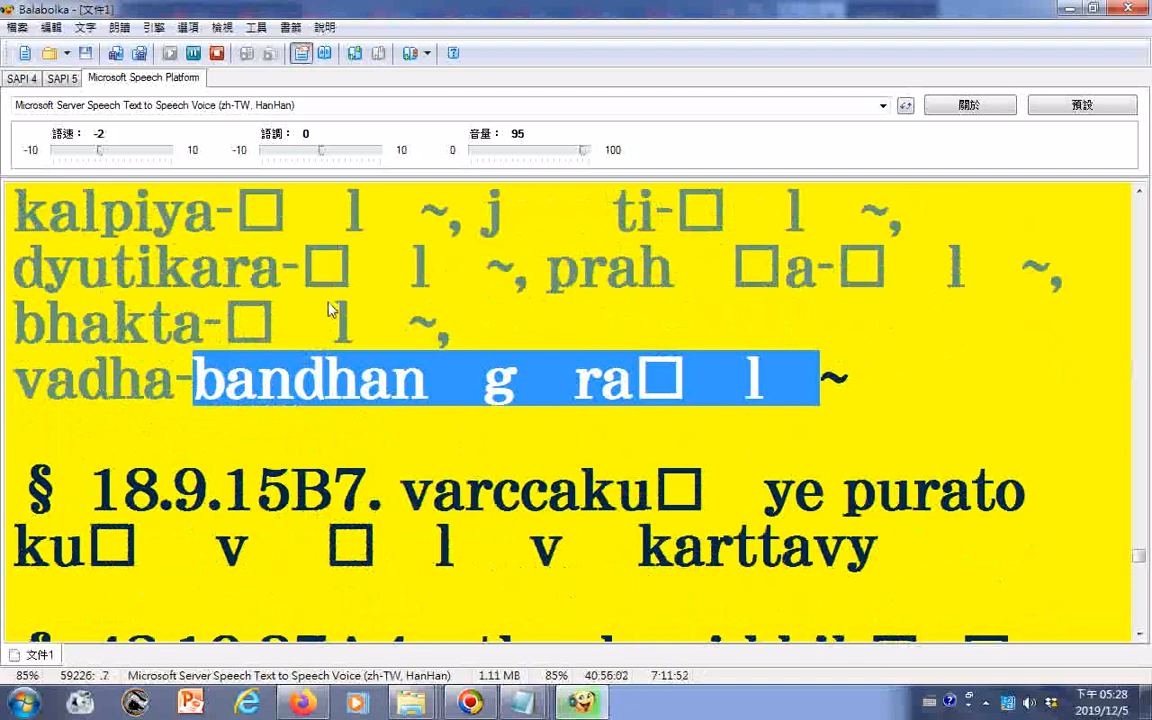 Balabolka - [文件1]
檔案 編輯 文字 朗讀 引擎 選項 檢視 工具 書籤 說明
SAPI 4 SAPI 5 Microsoft Speech Platform
Microsoft Server Speech Text to Speech Voice (zh-TW, HanHan) 關於 預設
語速： -2 語調： 0 音量： 95
-10 10 -10 10 0 100
kalpiya-□ l ~, j ti-□ l ~,
dyutikara-□ l ~, prah □a-□ l ~,
bhakta-□ l ~,
vadha-bandhan g ra□ l ~
§ 18.9.15B7. varccaku□ ye purato
ku□ v □ l v karttavy
文件1
85% 59226: .7 Microsoft Server Speech Text to Speech Voice (zh-TW, HanHan) 1.11 MB 85% 40:56:02 7:11:52
下午 05:28
2019/12/5